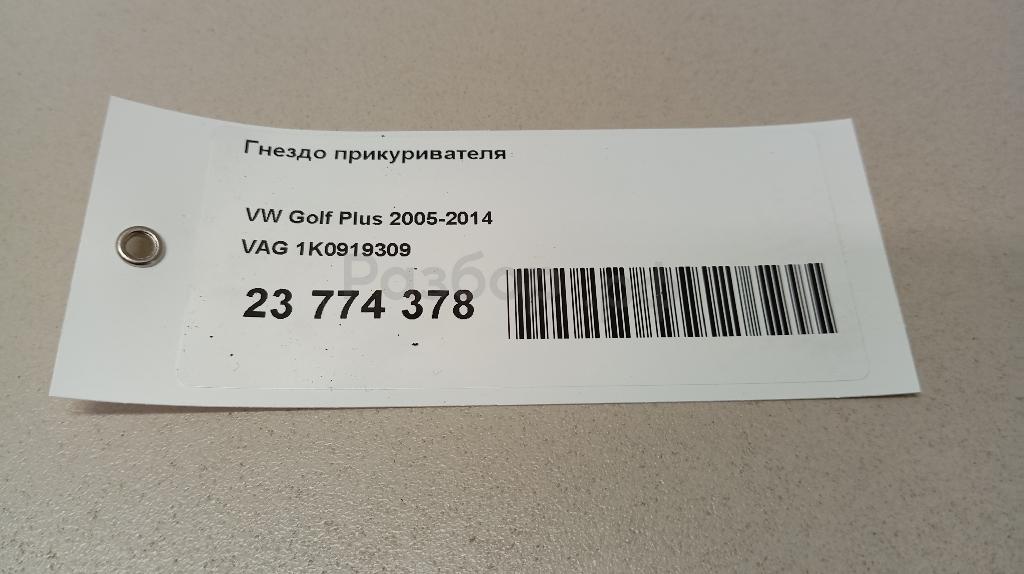 Гнездо прикуривателя
VW Golf Plus 2005-2014
VAG 1K0919309
23 774 378